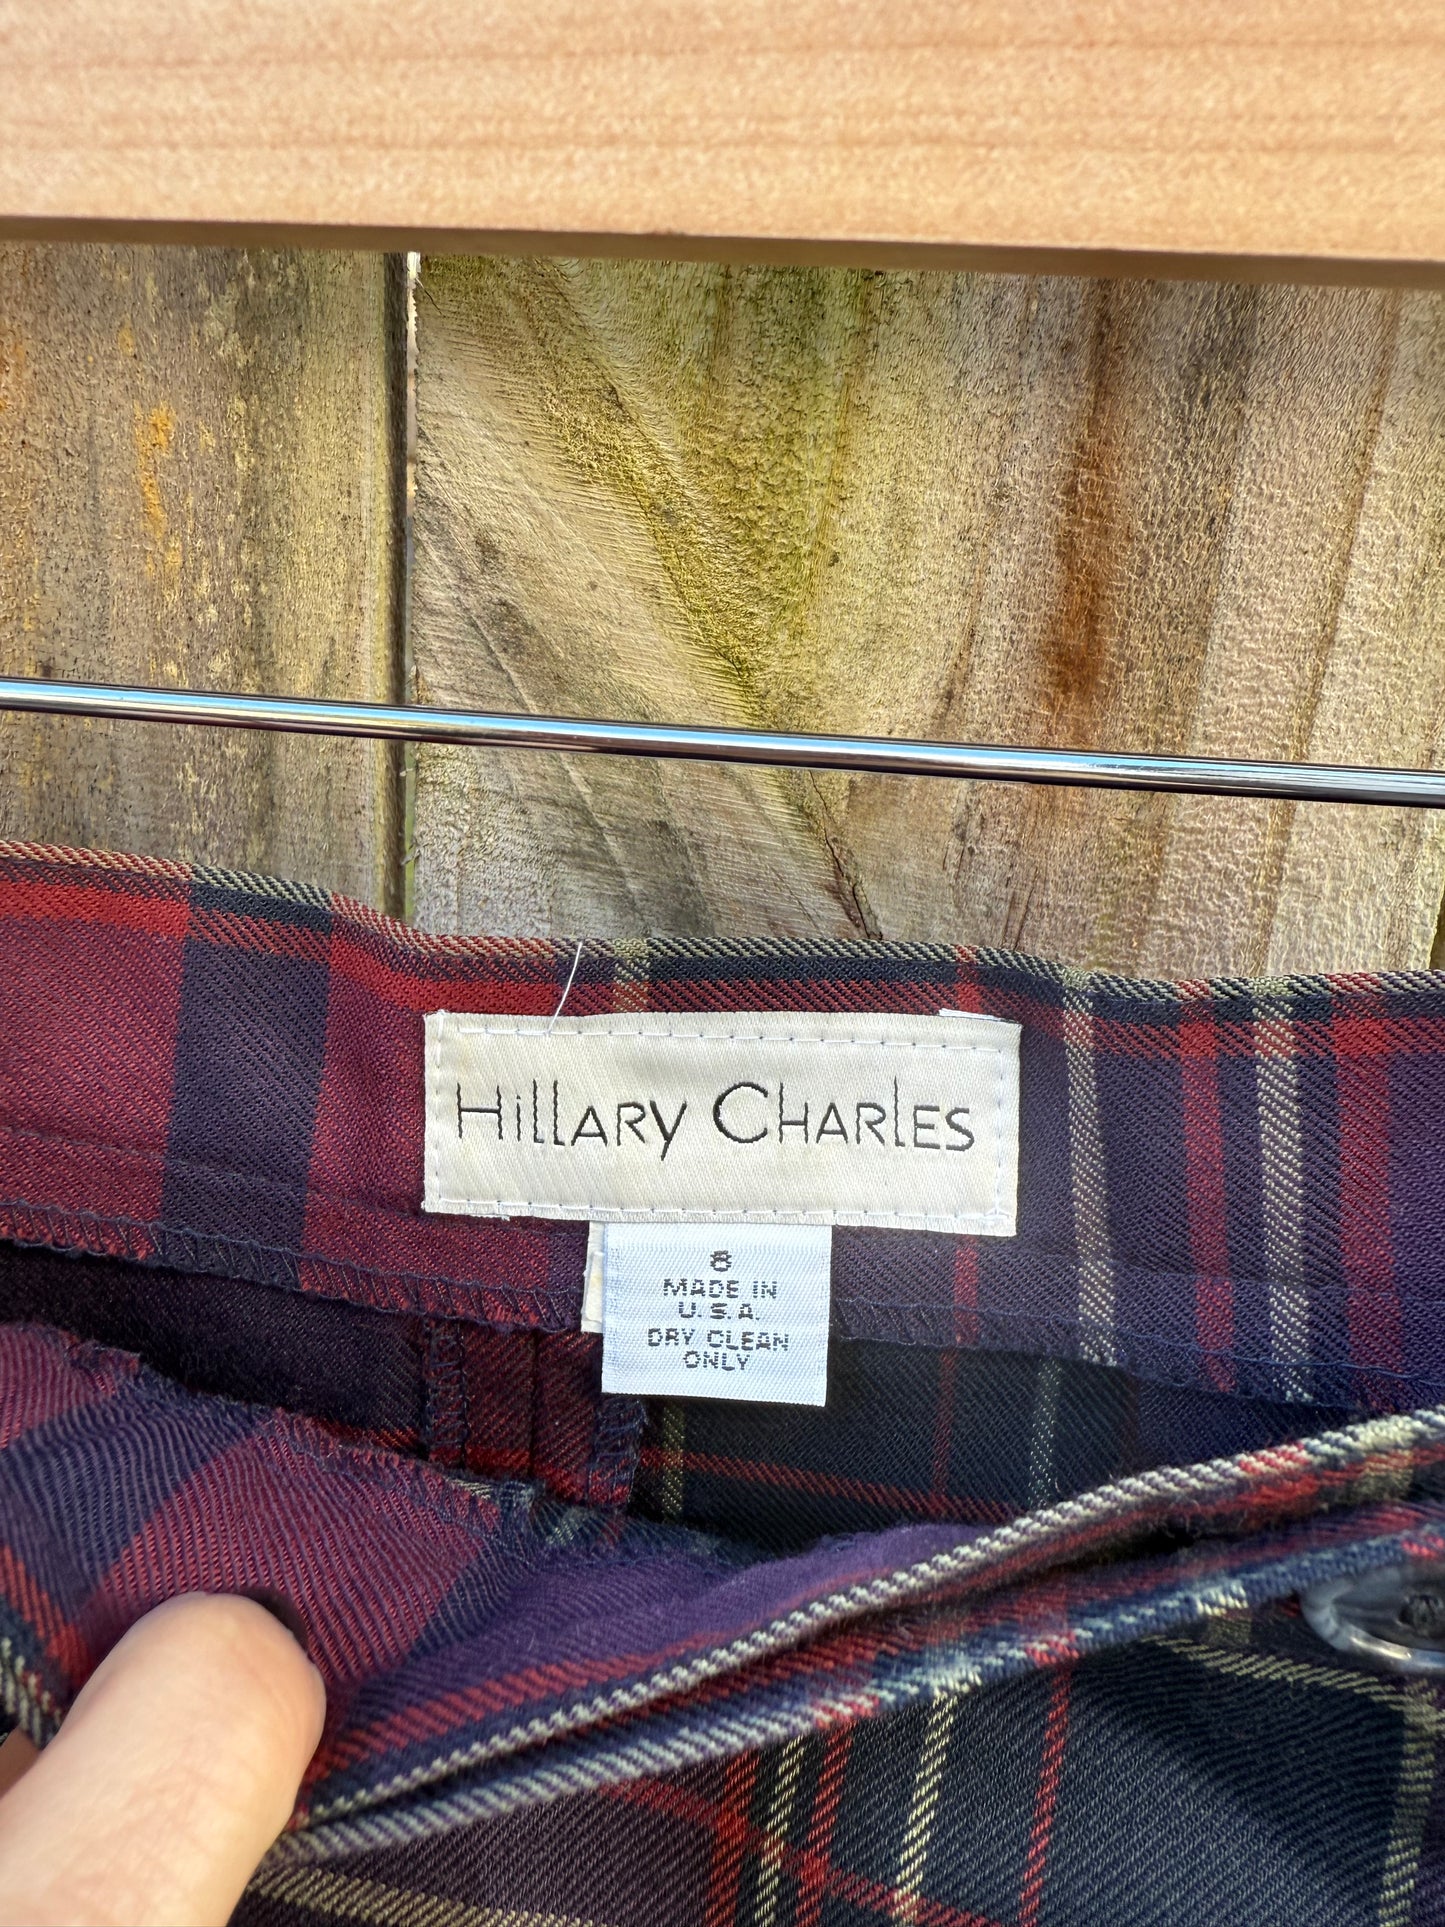 Hillary Charles
8
MADE IN
U.S.A.
DRY CLEAN
ONLY